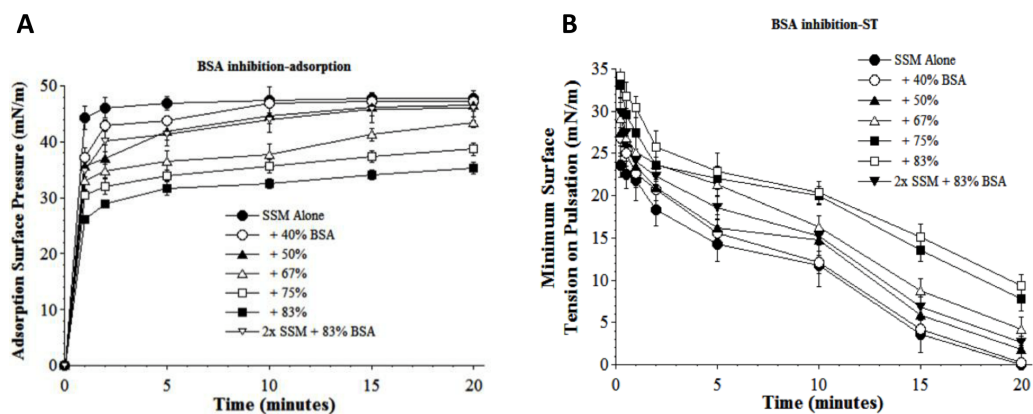 A
BSA inhibition-adsorption
Adsorption Surface Pressure (mN/m)
50
40
30
20
10
0
SSM Alone
+ 40% BSA
+ 50%
+ 67%
+ 75%
+ 83%
2x SSM + 83% BSA
0 5 10 15 20
Time (minutes)
B
BSA inhibition-ST
Minimum Surface
Tension on Pulsation (mN/m)
35
30
25
20
15
10
5
0
SSM Alone
+ 40% BSA
+ 50%
+ 67%
+ 75%
+ 83%
2x SSM + 83% BSA
0 5 10 15 20
Time (minutes)